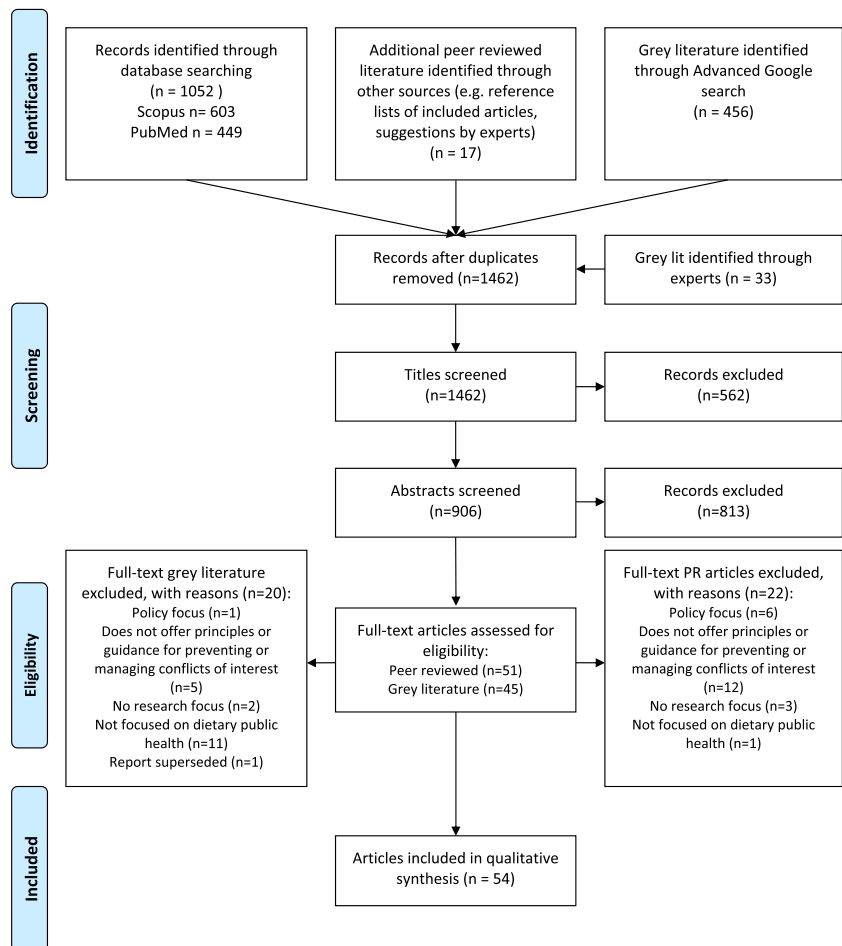 Identification
Records identified through
database searching
(n = 1052 )
Scopus n= 603
PubMed n = 449
Additional peer reviewed
literature identified through
other sources (e.g. reference
lists of included articles,
suggestions by experts)
(n = 17)
Grey literature identified
through Advanced Google
search
(n = 456)
Records after duplicates
removed (n=1462)
Grey lit identified through
experts (n = 33)
Screening
Titles screened
(n=1462)
Records excluded
(n=562)
Abstracts screened
(n=906)
Records excluded
(n=813)
Eligibility
Full-text grey literature
excluded, with reasons (n=20):
Policy focus (n=1)
Does not offer principles or
guidance for preventing or
managing conflicts of interest
(n=5)
No research focus (n=2)
Not focused on dietary public
health (n=11)
Report superseded (n=1)
Full-text articles assessed for
eligibility:
Peer reviewed (n=51)
Grey literature (n=45)
Full-text PR articles excluded,
with reasons (n=22):
Policy focus (n=6)
Does not offer principles or
guidance for preventing or
managing conflicts of interest
(n=12)
No research focus (n=3)
Not focused on dietary public
health (n=1)
Included
Articles included in qualitative
synthesis (n = 54)